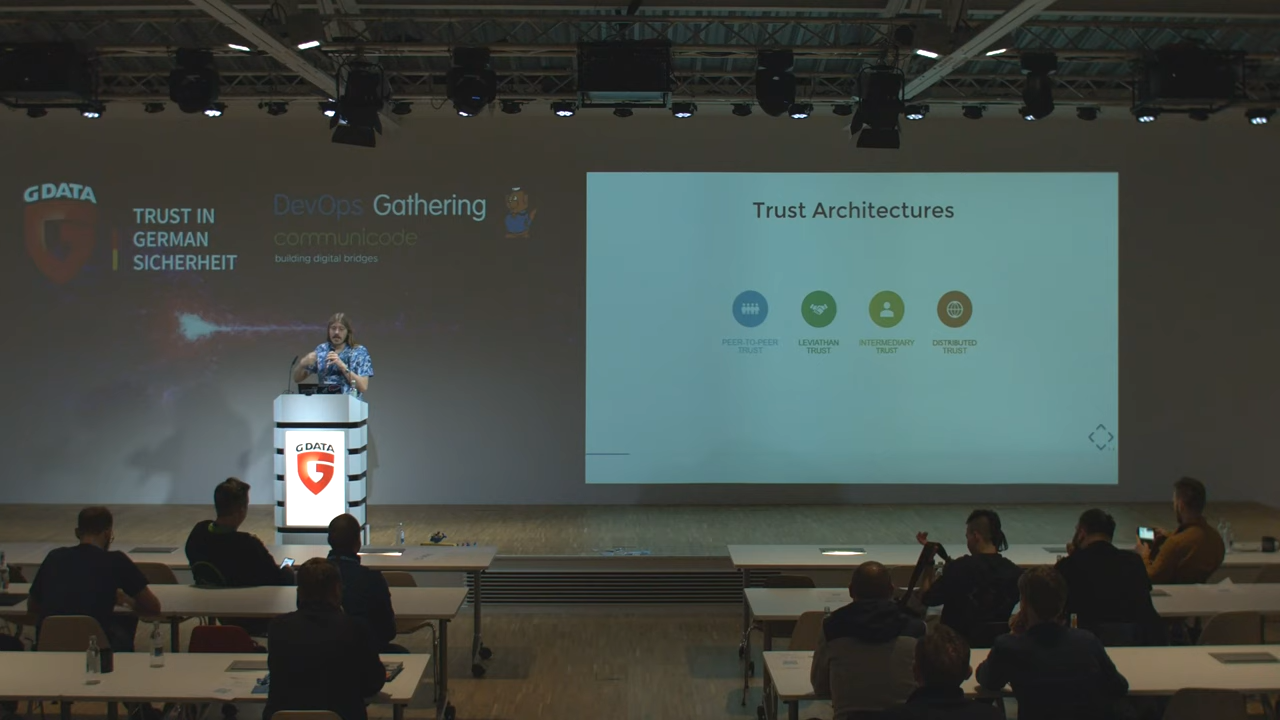 G DATA
TRUST IN
GERMAN
SICHERHEIT
DevOps Gathering
communicode
building digital bridges
Trust Architectures
PEER-TO-PEER
TRUST
LEVIATHAN
TRUST
INTERMEDIARY
TRUST
DISTRIBUTED
TRUST
G DATA